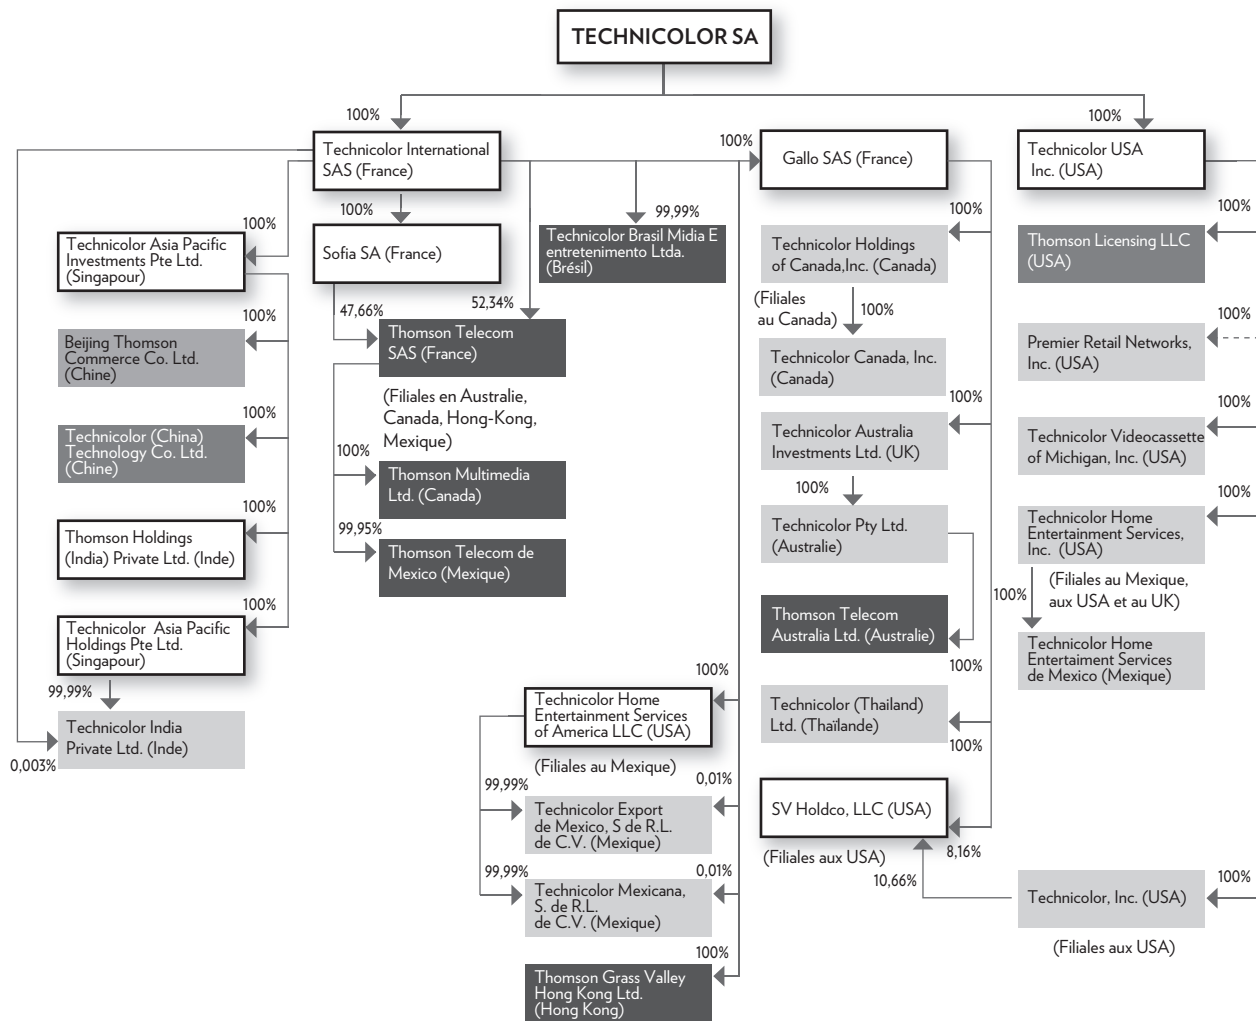 TECHNICOLOR SA
100%
100%
100%
100%
Technicolor International
SAS (France)
Gallo SAS (France)
Technicolor USA
Inc. (USA)
100%
100%
99,99%
100%
100%
Technicolor Asia Pacific
Investments Pte Ltd.
(Singapour)
Sofia SA (France)
Technicolor Brasil Midia E
entretenimento Ltda.
(Brésil)
Technicolor Holdings
of Canada,Inc. (Canada)
Thomson Licensing LLC
(USA)
47,66%
52,34%
(Filiales
au Canada)
100%
100%
100%
Beijing Thomson
Commerce Co. Ltd.
(Chine)
Thomson Telecom
SAS (France)
Technicolor Canada, Inc.
(Canada)
Premier Retail Networks,
Inc. (USA)
(Filiales en Australie,
Canada, Hong-Kong,
Mexique)
100%
100%
100%
Technicolor (China)
Technology Co. Ltd.
(Chine)
Technicolor Australia
Investments Ltd. (UK)
Technicolor Videocassette
of Michigan, Inc. (USA)
100%
Thomson Multimedia
Ltd. (Canada)
100%
100%
100%
Thomson Holdings
(India) Private Ltd. (Inde)
99,95%
Thomson Telecom de
Mexico (Mexique)
Technicolor Pty Ltd.
(Australie)
Technicolor Home
Entertainment Services,
Inc. (USA)
(Filiales au Mexique,
aux USA et au UK)
100%
100%
Technicolor Asia Pacific
Holdings Pte Ltd.
(Singapour)
Thomson Telecom
Australia Ltd. (Australie)
100%
Technicolor Home
Entertaiment Services
de Mexico (Mexique)
99,99%
100%
Technicolor India
Private Ltd. (Inde)
0,003%
Technicolor Home
Entertainment Services
of America LLC (USA)
Technicolor (Thailand)
Ltd. (Thaïlande)
100%
(Filiales au Mexique)
99,99%
0,01%
Technicolor Export
de Mexico, S de R.L.
de C.V. (Mexique)
SV Holdco, LLC (USA)
(Filiales aux USA)
8,16%
10,66%
99,99%
0,01%
100%
Technicolor Mexicana,
S. de R.L.
de C.V. (Mexique)
Technicolor, Inc. (USA)
(Filiales aux USA)
100%
Thomson Grass Valley
Hong Kong Ltd.
(Hong Kong)